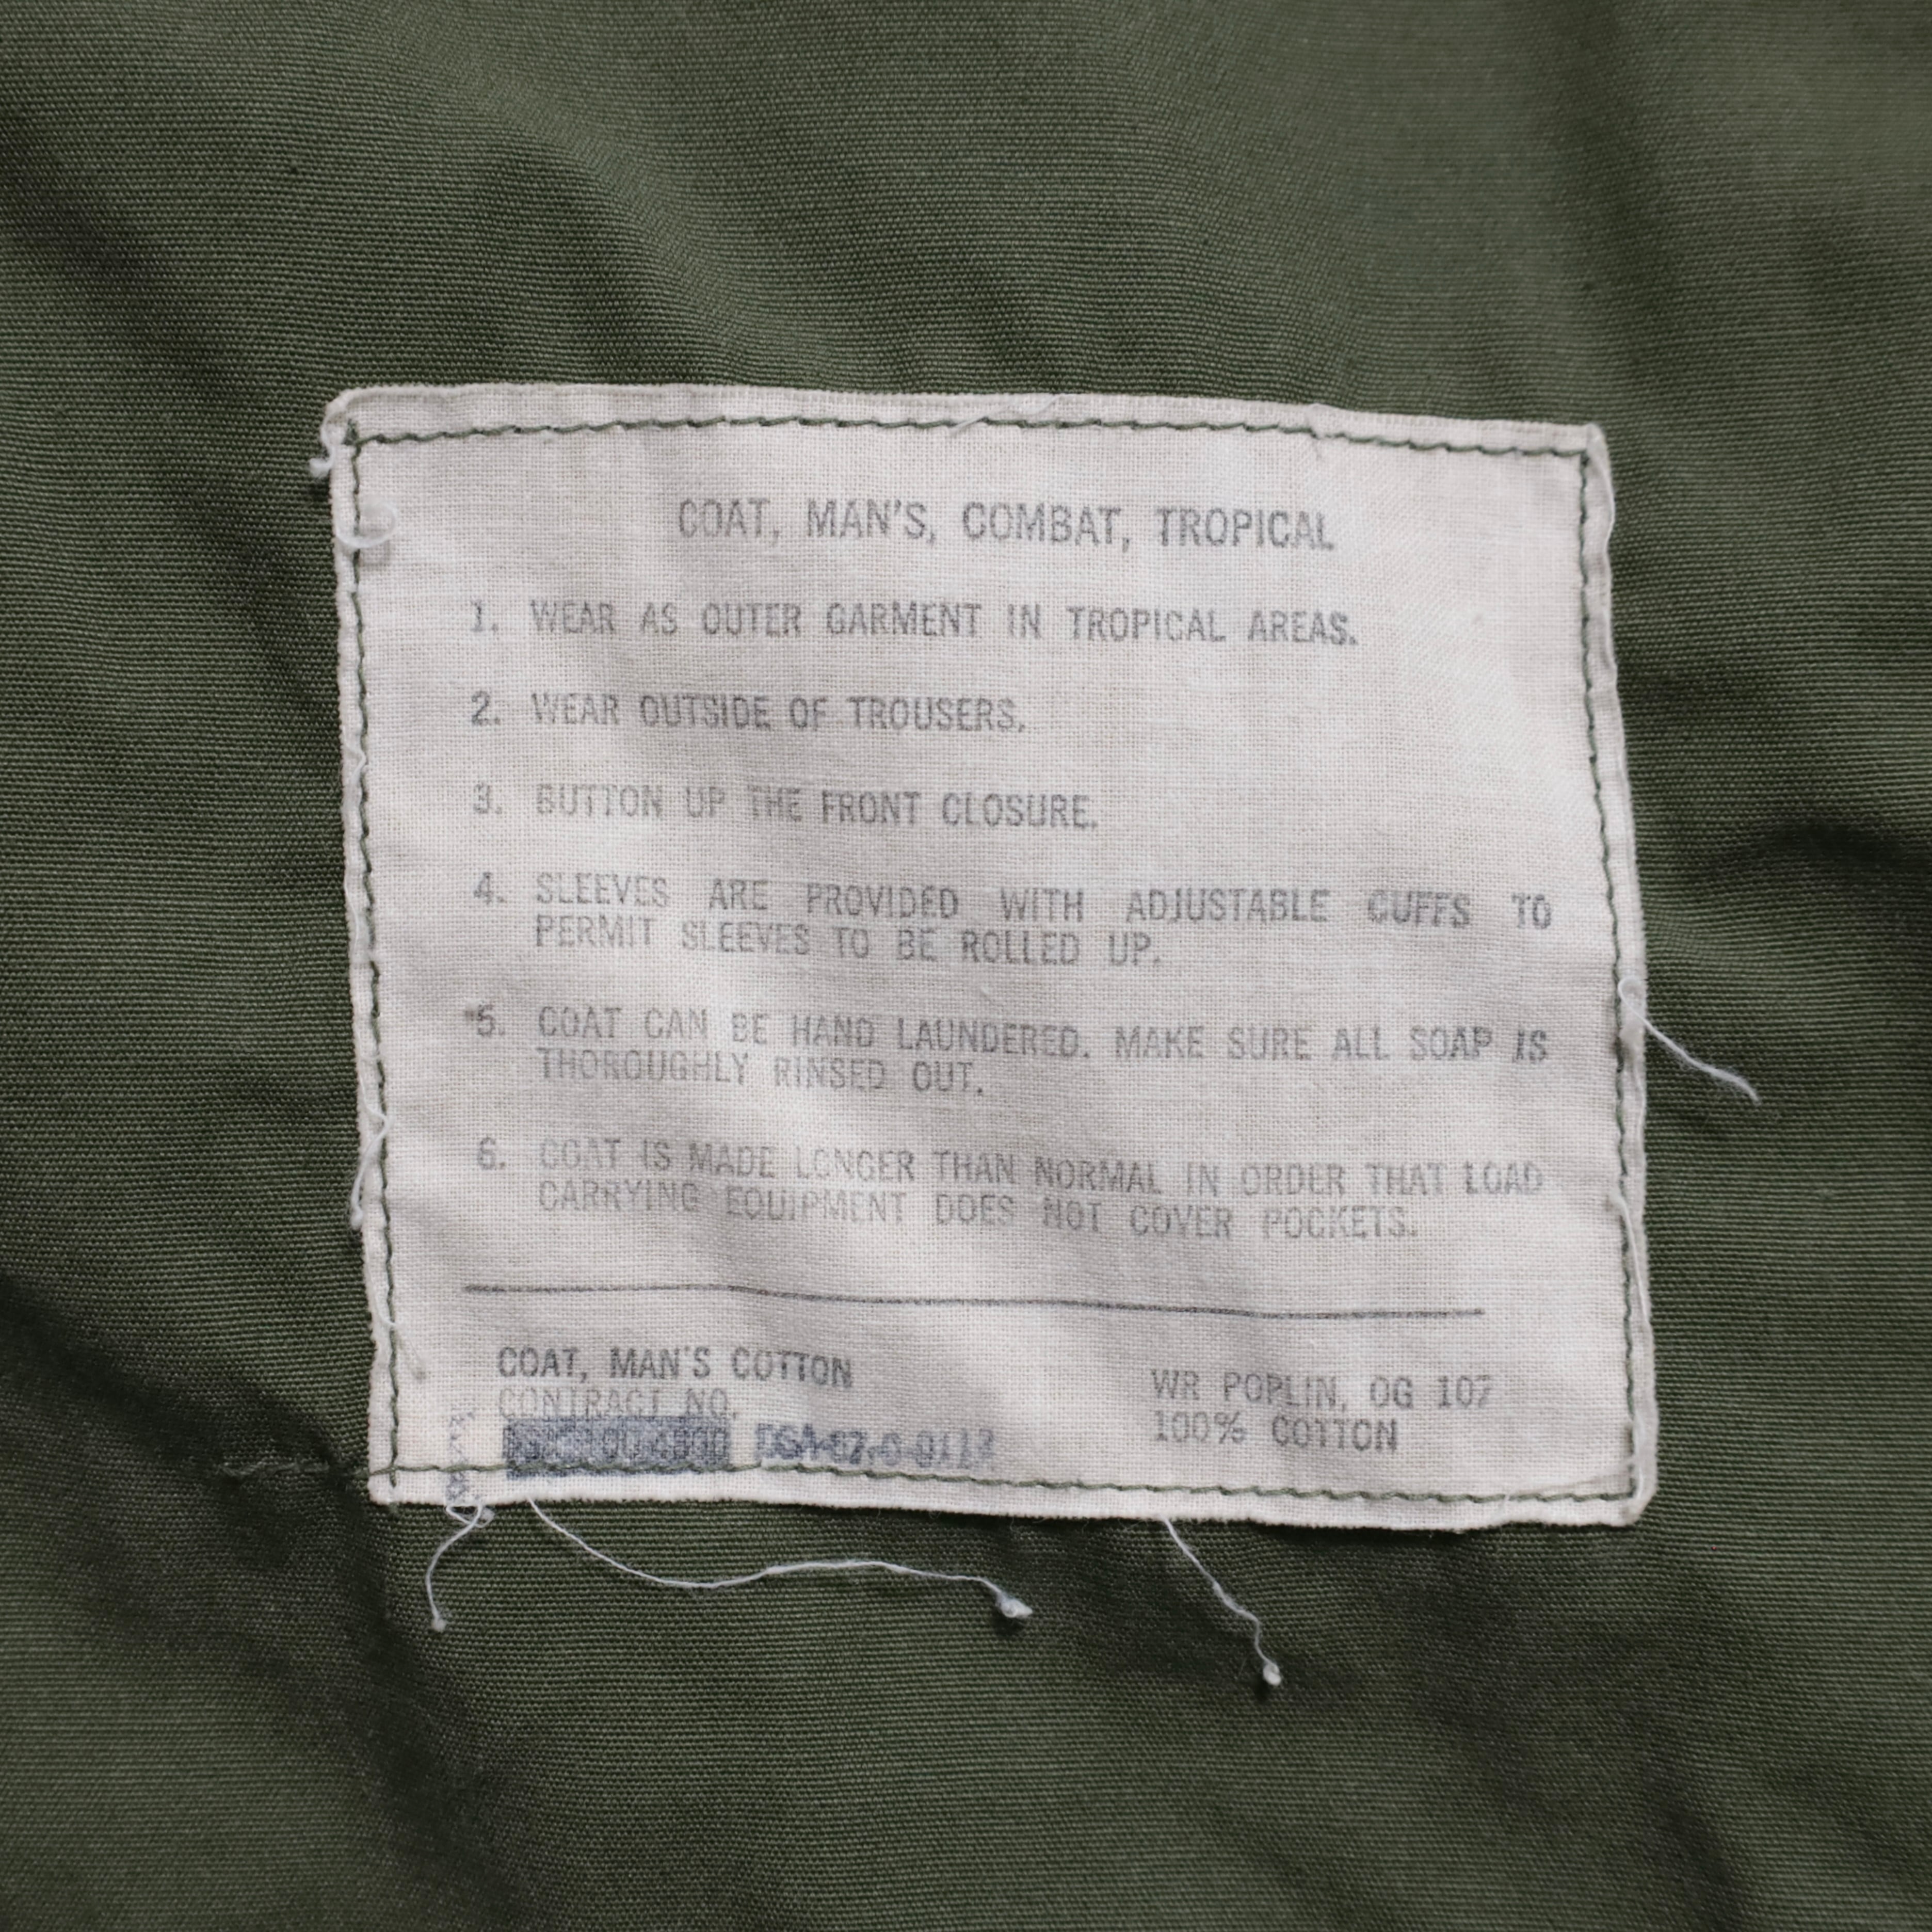 COAT, MAN'S, COMBAT, TROPICAL
1. WEAR AS OUTER GARMENT IN TROPICAL AREAS.
2. WEAR OUTSIDE OF TROUSERS.
3. BUTTON UP THE FRONT CLOSURE.
4. SLEEVES ARE PROVIDED WITH ADJUSTABLE CUFFS TO
PERMIT SLEEVES TO BE ROLLED UP.
5. COAT CAN BE HAND LAUNDERED. MAKE SURE ALL SOAP IS
THOROUGHLY RINSED OUT.
6. COAT IS MADE LONGER THAN NORMAL IN ORDER THAT LOAD
CARRYING EQUIPMENT DOES NOT COVER POCKETS.
COAT, MAN'S COTTON
CONTRACT NO.
WR POPLIN, OG 107
100% COTTON